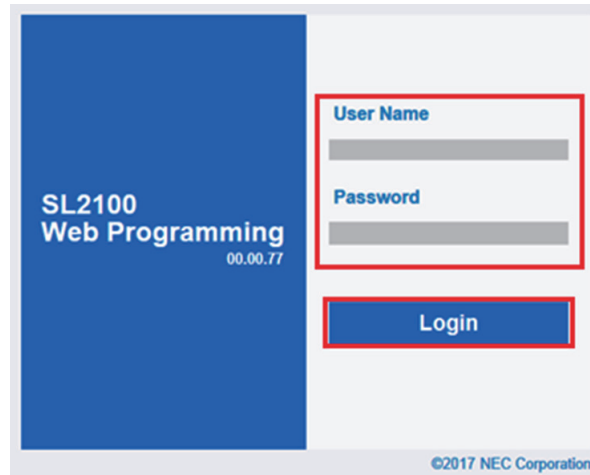 SL2100
Web Programming
00.00.77
User Name
Password
Login
©2017 NEC Corporation